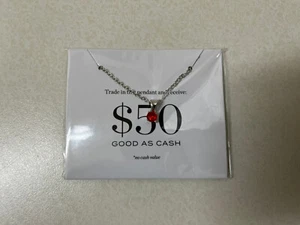 Trade in this pendant and receive:
$50
GOOD AS CASH
*no cash value